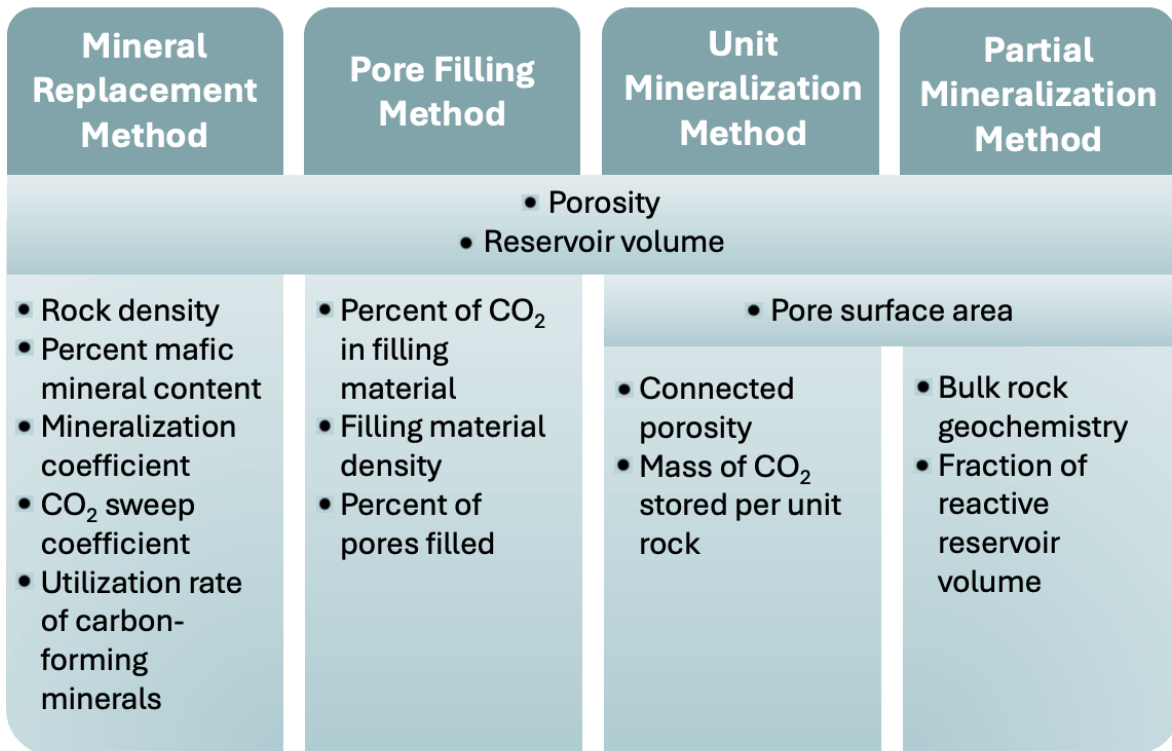 Mineral
Replacement
Method
Pore Filling
Method
Unit
Mineralization
Method
Partial
Mineralization
Method
• Porosity
• Reservoir volume
• Rock density
• Percent mafic
mineral content
• Mineralization
coefficient
• CO₂ sweep
coefficient
• Utilization rate
of carbon-
forming
minerals
• Percent of CO₂
in filling
material
• Filling material
density
• Percent of
pores filled
• Pore surface area
• Connected
porosity
• Mass of CO₂
stored per unit
rock
• Bulk rock
geochemistry
• Fraction of
reactive
reservoir
volume